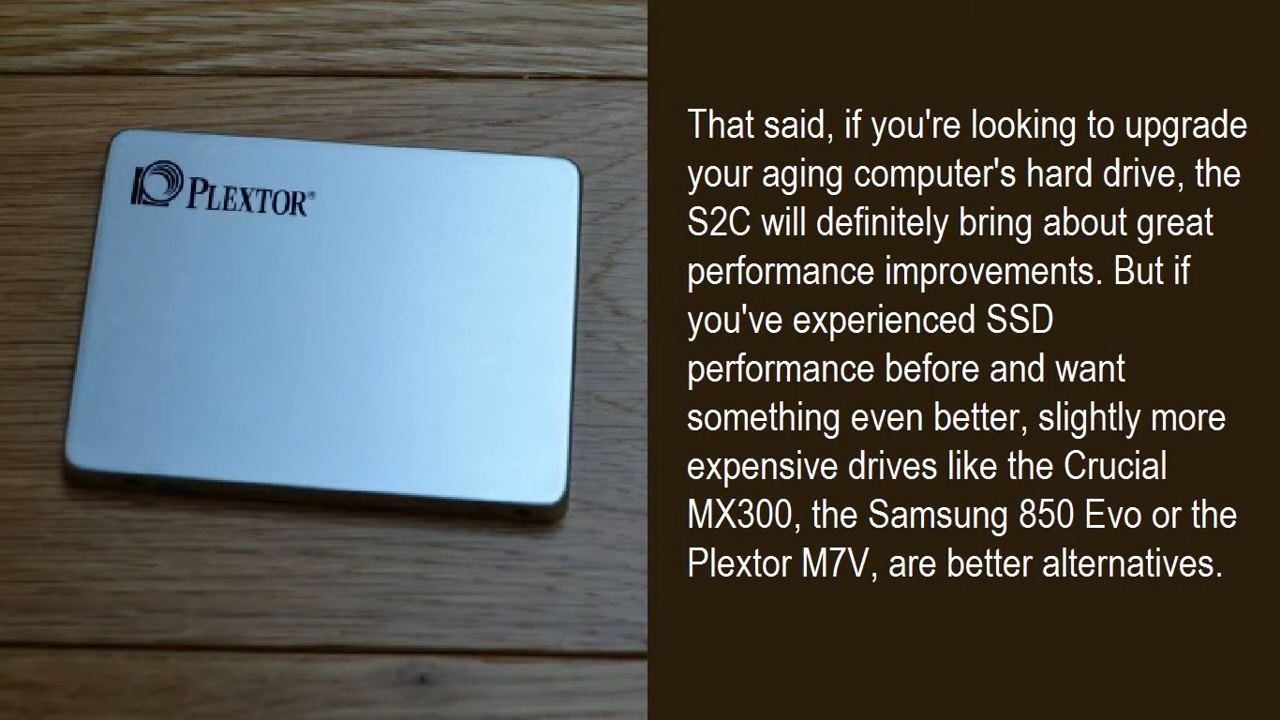 PLEXTOR®
That said, if you're looking to upgrade
your aging computer's hard drive, the
S2C will definitely bring about great
performance improvements. But if
you've experienced SSD
performance before and want
something even better, slightly more
expensive drives like the Crucial
MX300, the Samsung 850 Evo or the
Plextor M7V, are better alternatives.